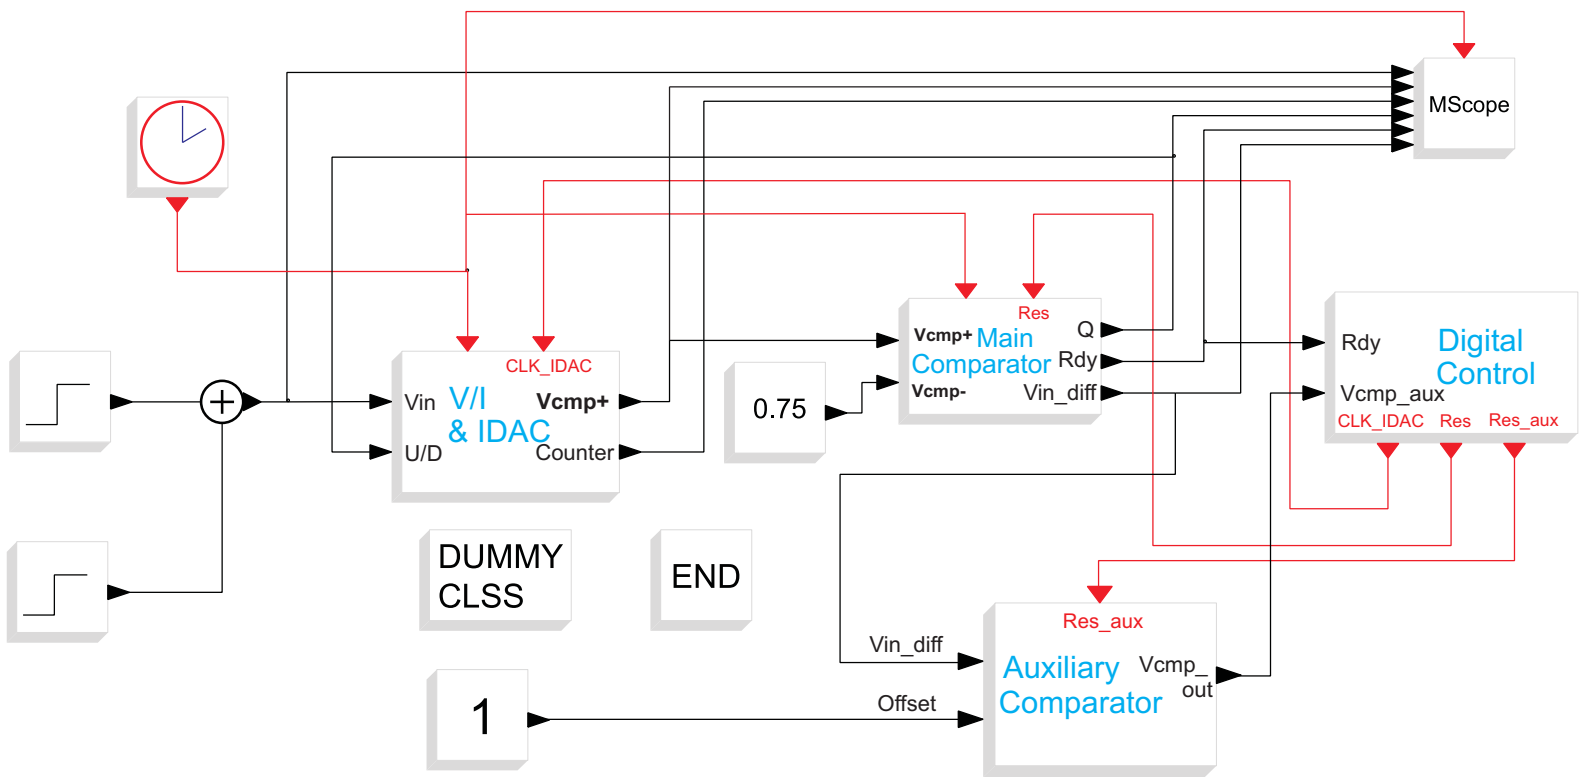 MScope
CLK_IDAC
Vin
V/I
& IDAC
Vcmp+
U/D
Counter
0.75
Res
Vcmp+
Main
Comparator
Vcmp-
Q
Rdy
Vin_diff
Rdy
Digital
Control
Vcmp_aux
CLK_IDAC
Res
Res_aux
DUMMY
CLSS
END
1
Vin_diff
Offset
Res_aux
Auxiliary
Comparator
Vcmp_
out